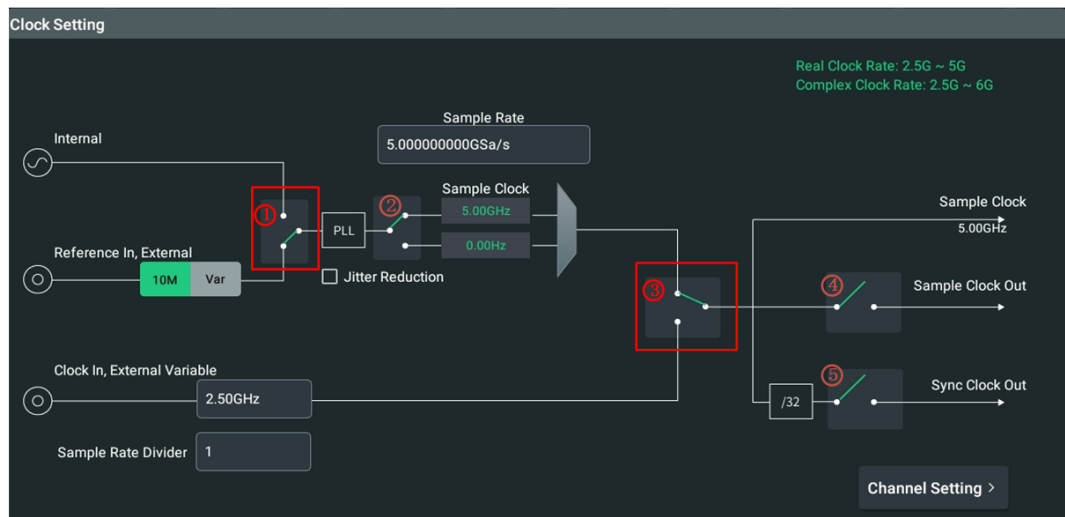 Clock Setting
Real Clock Rate: 2.5G ~ 5G
Complex Clock Rate: 2.5G ~ 6G
Sample Rate
5.000000000GSa/s
Internal
Sample Clock
①
②
5.00GHz
PLL
0.00Hz
Jitter Reduction
Reference In, External
10M
Var
③
Sample Clock
5.00GHz
④
Sample Clock Out
Clock In, External Variable
2.50GHz
⑤
/32
Sync Clock Out
Sample Rate Divider
1
Channel Setting >